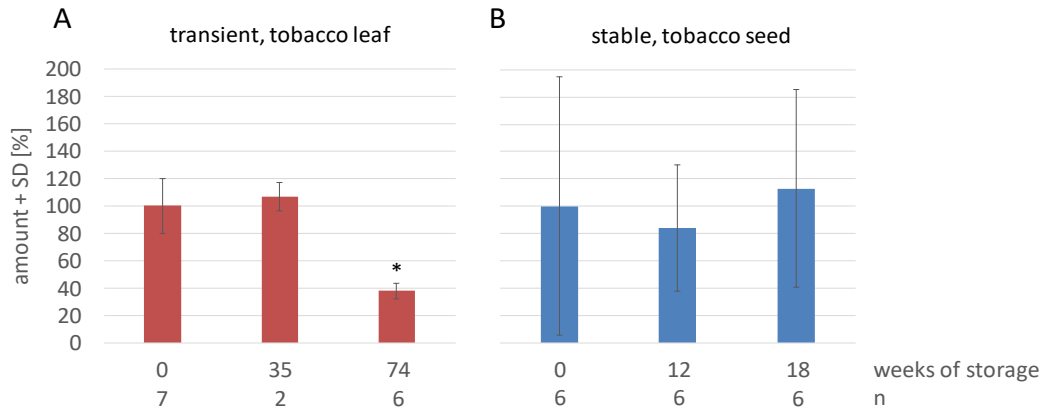 A
transient, tobacco leaf
B
stable, tobacco seed
amount + SD [%]
200
180
160
140
120
100
80
60
40
20
0
*
0 35 74 0 12 18 weeks of storage
7 2 6 6 6 6 n